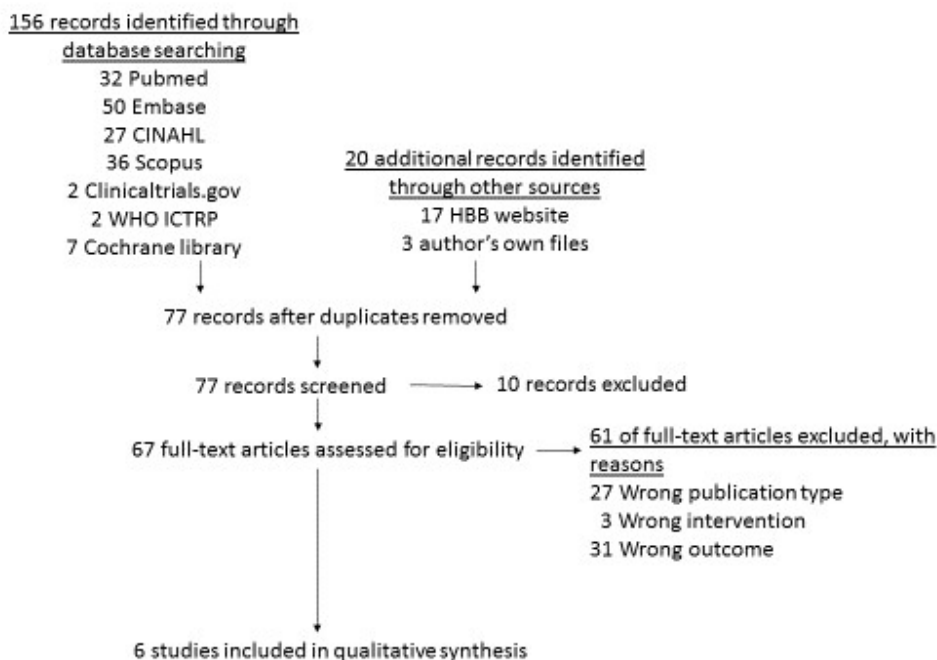 156 records identified through
database searching
32 Pubmed
50 Embase
27 CINAHL
36 Scopus
2 Clinicaltrials.gov
2 WHO ICTRP
7 Cochrane library
20 additional records identified
through other sources
17 HBB website
3 author's own files
77 records after duplicates removed
77 records screened
10 records excluded
67 full-text articles assessed for eligibility
61 of full-text articles excluded, with
reasons
27 Wrong publication type
3 Wrong intervention
31 Wrong outcome
6 studies included in qualitative synthesis